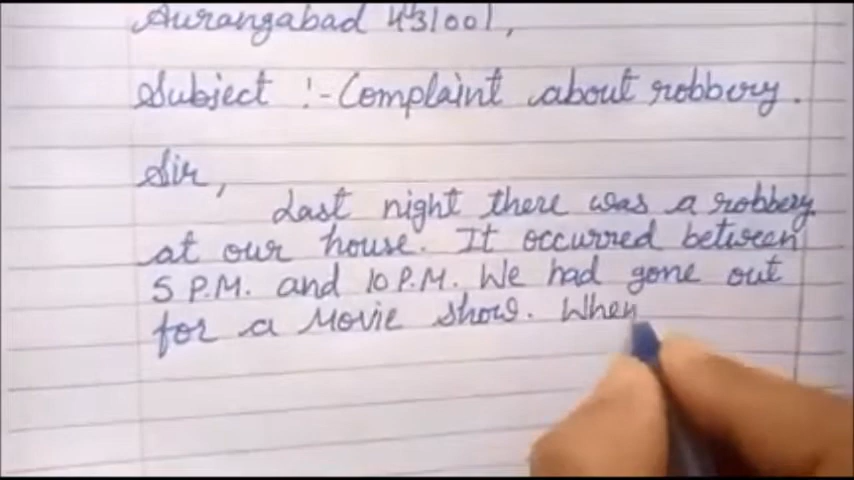 Aurangabad 431001,
Subject :- Complaint about robbery.
Sir,
Last night there was a robbery
at our house. It occurred between
5 P.M. and 10 P.M. We had gone out
for a Movie show. When